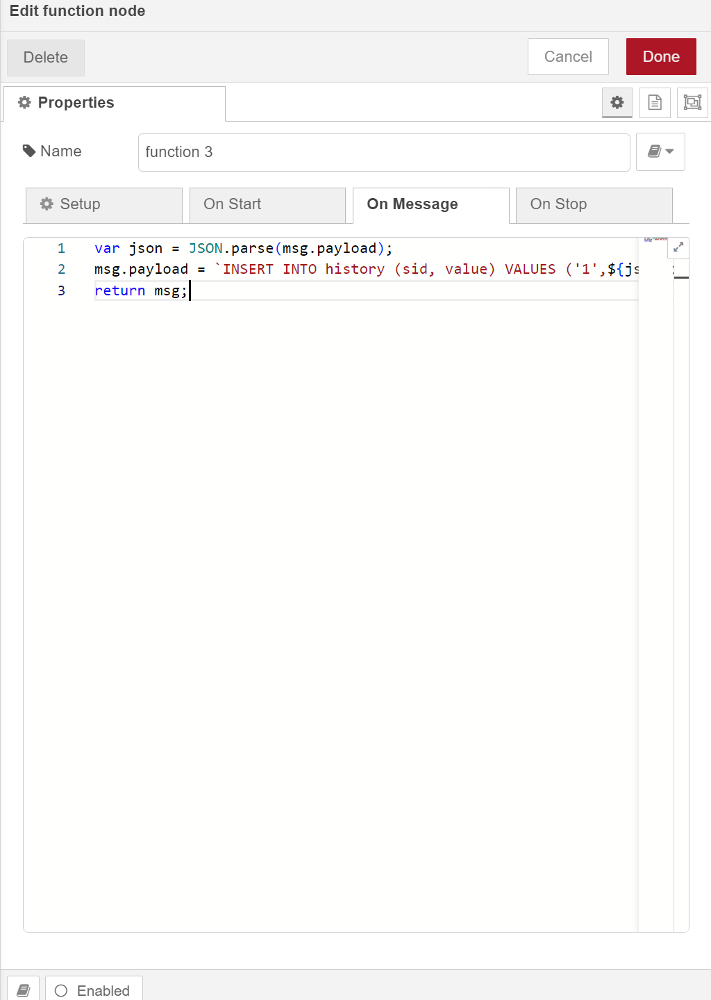 Edit function node
Delete
Cancel
Done
Properties
Name
function 3
Setup
On Start
On Message
On Stop
1 var json = JSON.parse(msg.payload);
2 msg.payload = `INSERT INTO history (sid, value) VALUES ('1',${js
3 return msg;
Enabled